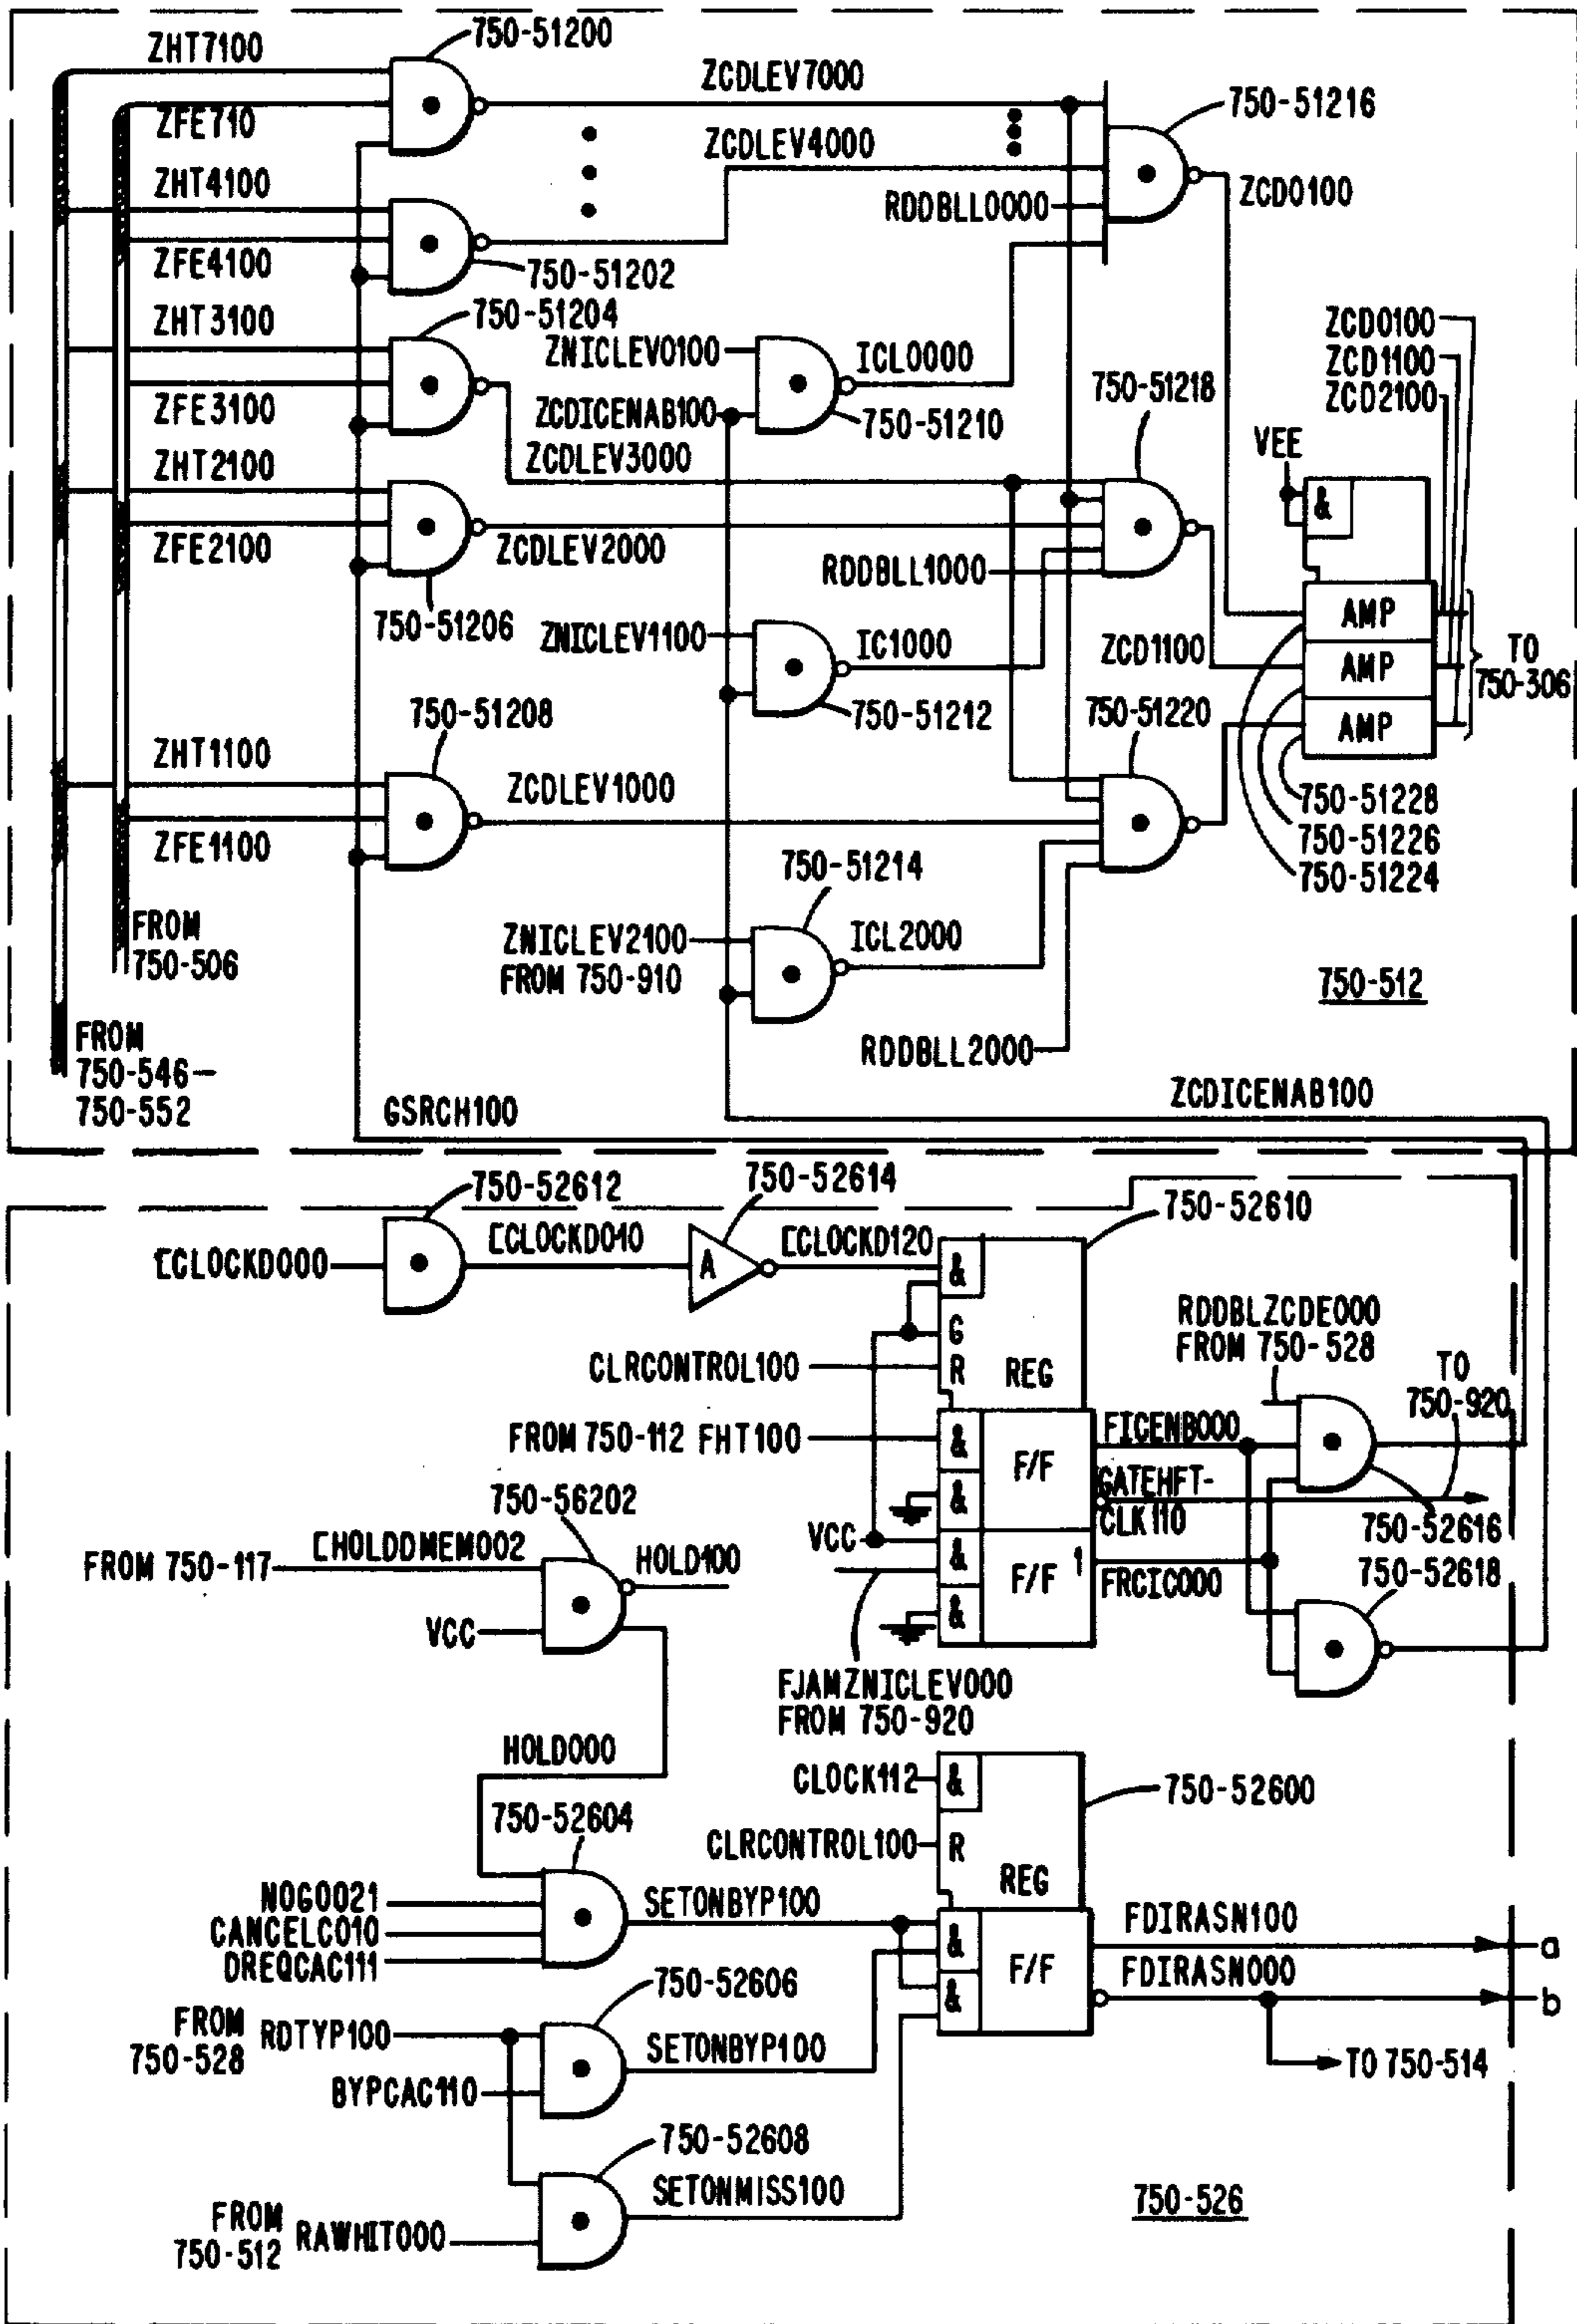 750-51200
ZHT7100
ZCDLEV7000
ZFE710
750-51216
ZCDLEV4000
ZHT4100
RDDBLL0000
ZCD0100
ZFE4100
750-51202
750-51204
ZHT3100
ZNICLEV0100
ICL0000
ZCD0100
ZCD1100
ZCD2100
750-51218
ZFE3100
ZCDICENAB100
750-51210
ZCDLEV3000
VEE
ZHT2100
&
ZFE2100
ZCDLEV2000
RDDBLL1000
750-51206
AMP
ZNICLEV1100
IC1000
ZCD1100
AMP
TO
750-306
750-51208
750-51212
750-51220
AMP
ZHT1100
ZCDLEV1000
750-51228
ZFE1100
750-51226
750-51214
750-51224
FROM
750-506
ZNICLEV2100
FROM 750-910
ICL2000
750-512
FROM
750-546—
750-552
RDDBLL2000
GSRCH100
ZCDICENAB100
750-52612
750-52614
750-52610
[CLOCKD000
[CLOCKD010
A
[CLOCKD120
&
G
R
REG
CLRCONTROL100
RDDBLZCDE000
FROM 750-528
TO
750-920
FROM 750-112 FHT100
&
F/F
FICENB000
&
GATEHFT-
CLK110
750-52616
750-56202
[HOLDDMEM002
HOLD100
FROM 750-117
VCC
VCC
&
F/F
1
FRCIC000
750-52618
&
FJAMZNICLEV000
FROM 750-920
HOLD000
CLOCK112
&
750-52600
750-52604
CLRCONTROL100
R
REG
NOGO021
CANCELC010
DREQCAC111
SETONBYP100
&
F/F
FDIRASN100
a
FDIRASN000
&
b
750-52606
FROM
750-528
RDTYP100
SETONBYP100
TO 750-514
BYPCAC110
750-52608
SETONMISS100
750-526
FROM
750-512
RAWHIT000